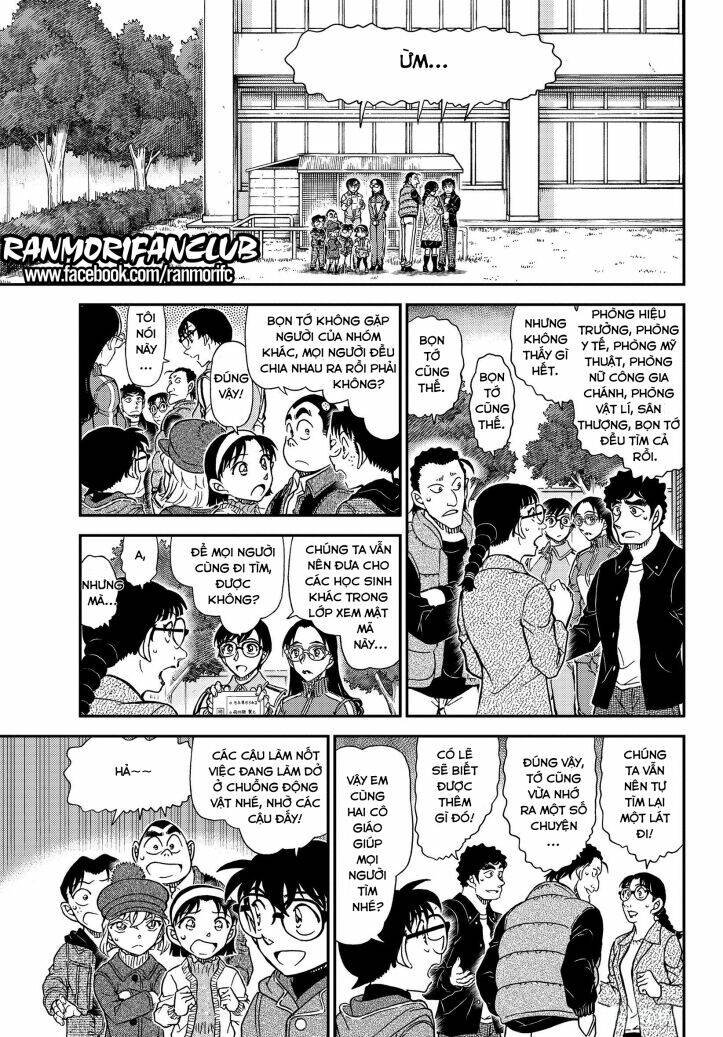 ỪM...
RANMORIFANCLUB
www.facebook.com/ranmorifc
PHÒNG HIỆU
TRƯỞNG, PHÒNG
Y TẾ, PHÒNG MỸ
THUẬT, PHÒNG
NỮ CÔNG GIA
CHÁNH, PHÒNG
VẬT LÍ, SÂN
THƯỢNG, BỌN TỚ
ĐỀU TÌM CẢ
RỒI.
NHƯNG
KHÔNG
THẤY GÌ
HẾT.
BỌN TỚ
CŨNG
THẾ.
BỌN
TỚ
CŨNG
THẾ.
BỌN TỚ KHÔNG GẶP
NGƯỜI CỦA NHÓM
KHÁC, MỌI NGƯỜI ĐỀU
CHIA NHAU RA RỒI PHẢI
KHÔNG?
ĐÚNG
VẬY!
TÔI
NÓI
NÀY...
CHÚNG TA VẪN
NÊN ĐƯA CHO
CÁC HỌC SINH
KHÁC TRONG
LỚP XEM MẬT
MÃ
NÀY...
ĐỂ MỌI NGƯỜI
CÙNG ĐI TÌM,
ĐƯỢC
KHÔNG?
A,
NHƯNG
MÀ...
CHÚNG TA
VẪN
NÊN TỰ
TÌM LẠI
MỘT LÁT
ĐI!
ĐÚNG VẬY,
TỚ CŨNG
VỪA NHỚ
RA MỘT SỐ
CHUYỆN
...
CÓ LẼ
SẼ BIẾT
ĐƯỢC
THÊM
GÌ ĐÓ!
VẬY EM
CÙNG
HAI CÔ
GIÁO
GIÚP
MỌI
NGƯỜI
TÌM
NHÉ?
CÁC CẬU LÀM NỐT
VIỆC ĐANG LÀM DỞ
Ở CHUỒNG ĐỘNG
VẬT NHÉ, NHỜ CÁC
CẬU ĐẤY!
HẢ~~